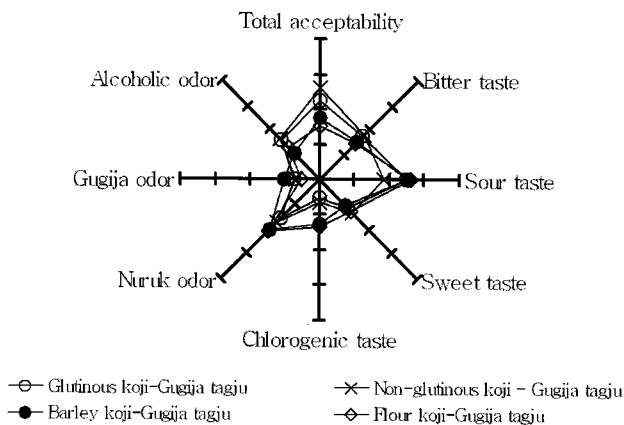 Total acceptability
Alcoholic odor
Bitter taste
Gugija odor
Sour taste
Nuruk odor
Sweet taste
Chlorogenic taste
Glutinous koji-Gugija tagju
Non-glutinous koji - Gugija tagju
Barley koji-Gugija tagju
Flour koji-Gugija tagju